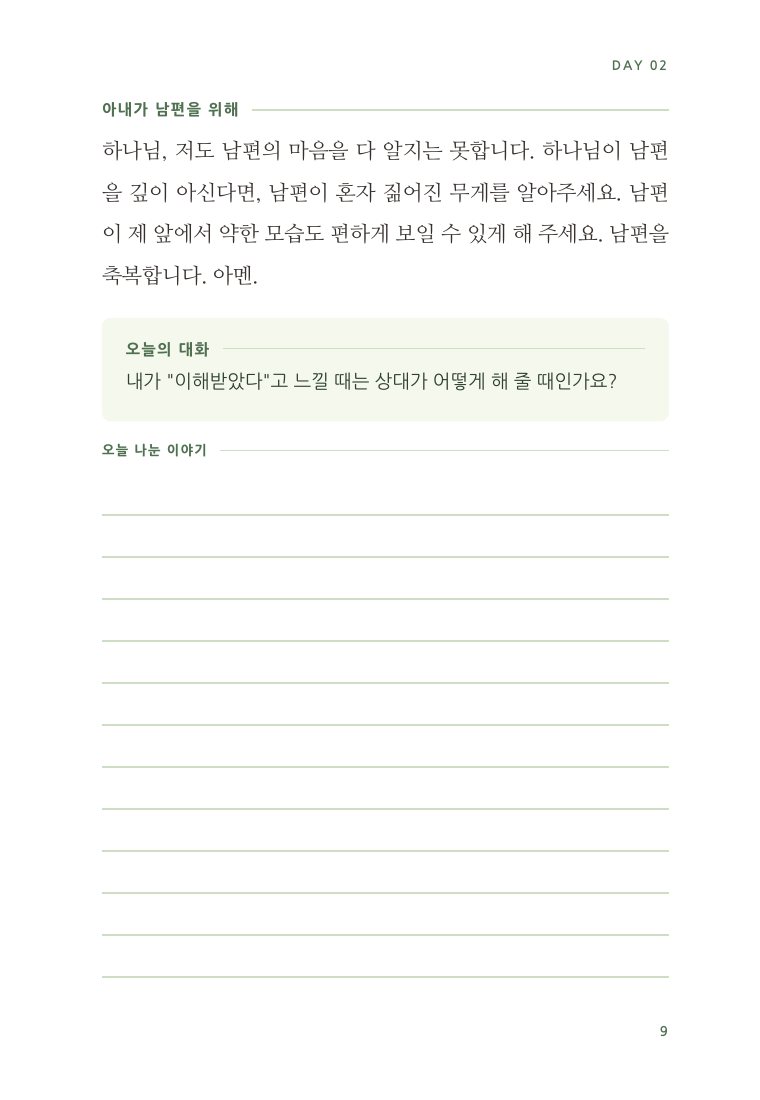 DAY 02
아내가 남편을 위해
하나님, 저도 남편의 마음을 다 알지는 못합니다. 하나님이 남편
을 깊이 아신다면, 남편이 혼자 짊어진 무게를 알아주세요. 남편
이 제 앞에서 약한 모습도 편하게 보일 수 있게 해 주세요. 남편을
축복합니다. 아멘.
오늘의 대화
내가 "이해받았다"고 느낄 때는 상대가 어떻게 해 줄 때인가요?
오늘 나눈 이야기
9